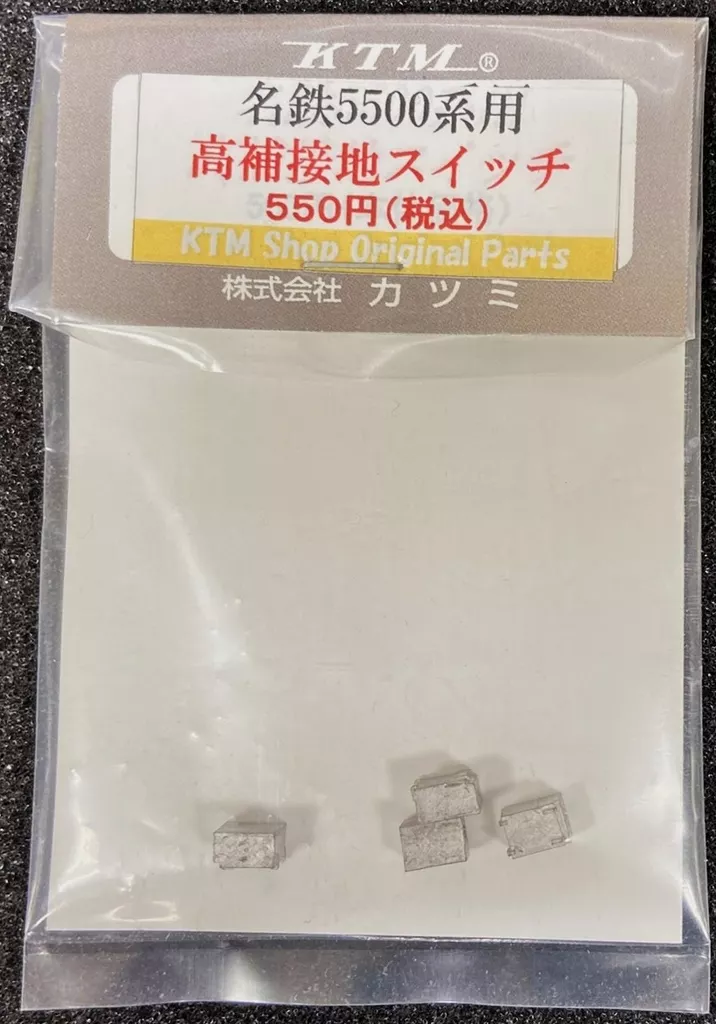 KTM®
名鉄5500系用
高補接地スイッチ
550円(税込)
KTM Shop Original Parts
株式会社 カツミ